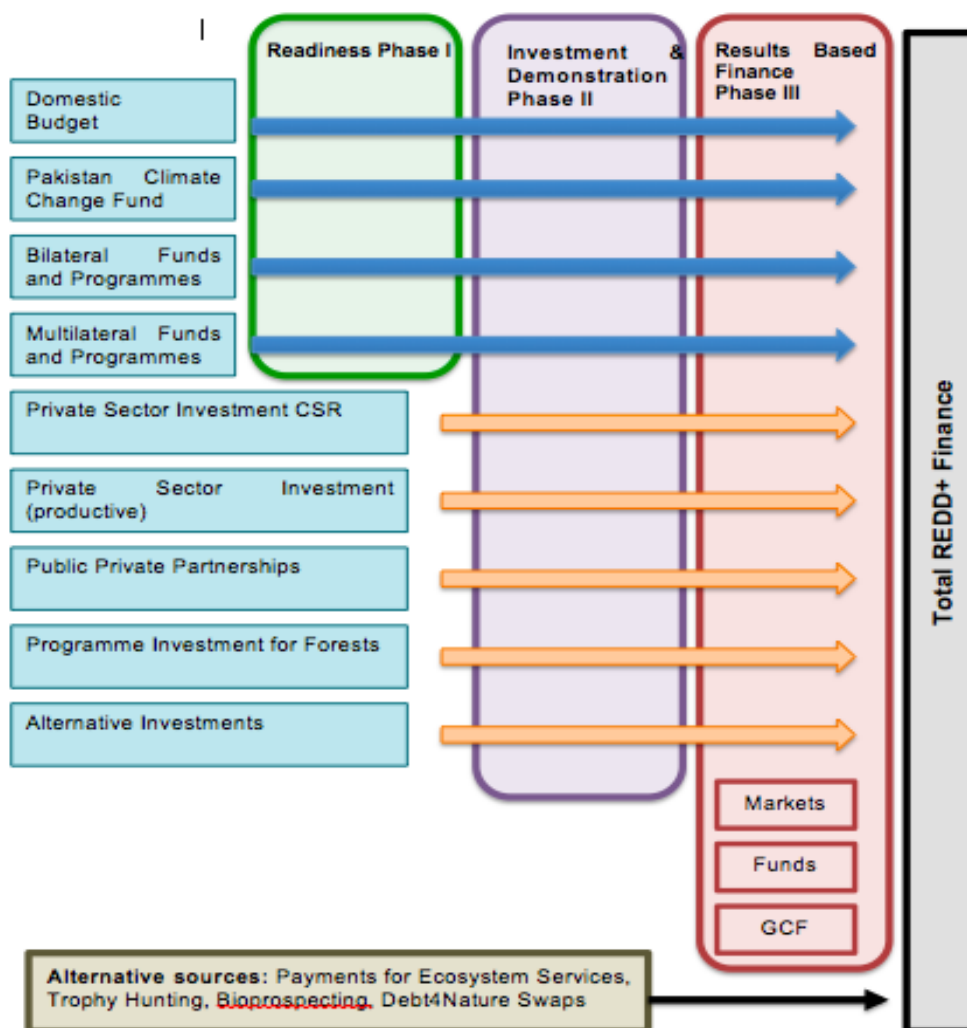 Readiness Phase I
Investment &
Demonstration
Phase II
Results Based
Finance
Phase III
Domestic
Budget
Pakistan Climate
Change Fund
Bilateral Funds
and Programmes
Multilateral Funds
and Programmes
Private Sector Investment CSR
Private Sector Investment
(productive)
Public Private Partnerships
Programme Investment for Forests
Alternative Investments
Markets
Funds
GCF
Total REDD+ Finance
Alternative sources: Payments for Ecosystem Services,
Trophy Hunting, Bioprospecting, Debt4Nature Swaps